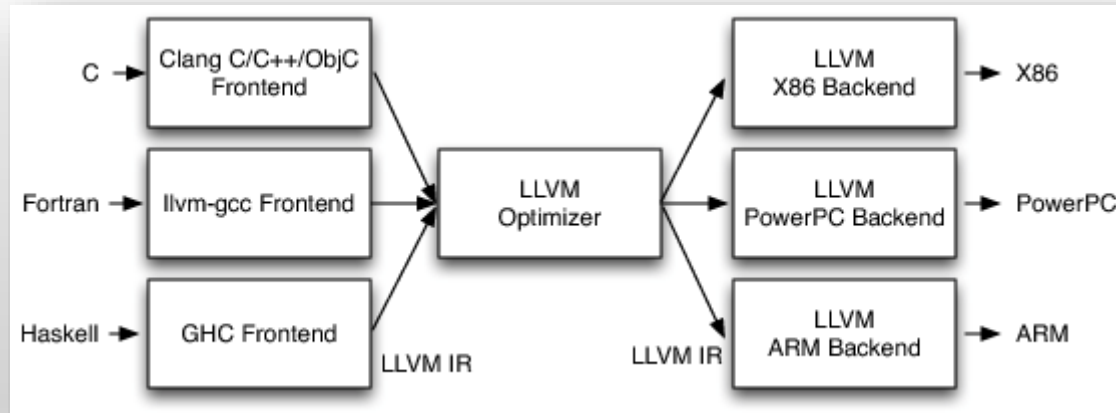 C
Clang C/C++/ObjC
Frontend
LLVM
X86 Backend
X86
Fortran
llvm-gcc Frontend
LLVM
Optimizer
LLVM
PowerPC Backend
PowerPC
Haskell
GHC Frontend
LLVM IR
LLVM IR
LLVM
ARM Backend
ARM